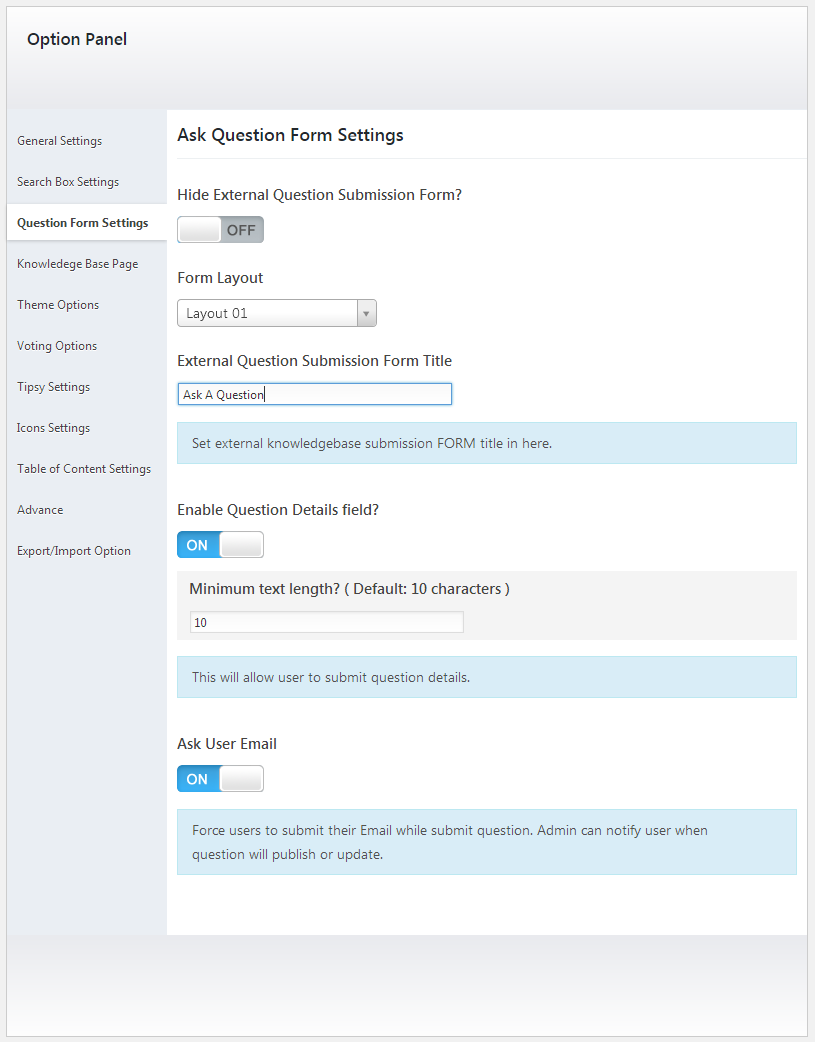 Option Panel
General Settings
Search Box Settings
Question Form Settings
Knowledege Base Page
Theme Options
Voting Options
Tipsy Settings
Icons Settings
Table of Content Settings
Advance
Export/Import Option
Ask Question Form Settings
Hide External Question Submission Form?
OFF
Form Layout
Layout 01
External Question Submission Form Title
Ask A Question
Set external knowledgebase submission FORM title in here.
Enable Question Details field?
ON
Minimum text length? ( Default: 10 characters )
10
This will allow user to submit question details.
Ask User Email
ON
Force users to submit their Email while submit question. Admin can notify user when
question will publish or update.